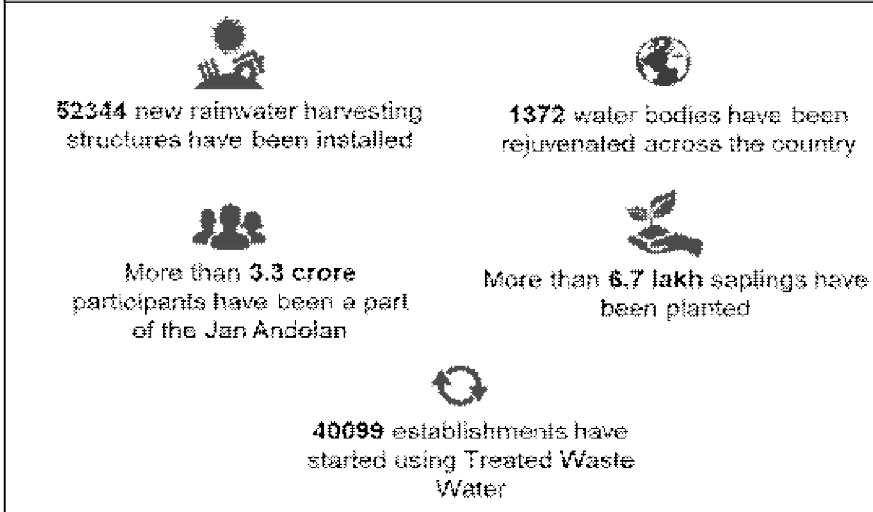 52344 new rainwater harvesting
structures have been installed
1372 water bodies have been
rejuvenated across the country
More than 3.3 crore
participants have been a part
of the Jan Andolan
More than 6.7 lakh saplings have
been planted
40099 establishments have
started using Treated Waste
Water